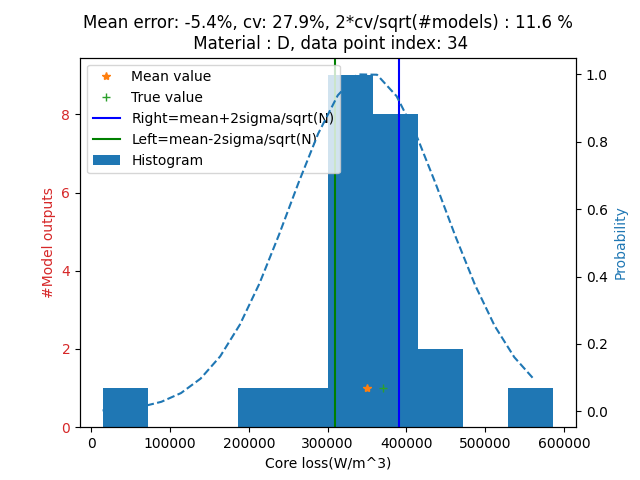 Mean error: -5.4%, cv: 27.9%, 2*cv/sqrt(#models) : 11.6 %
Material : D, data point index: 34
Mean value
True value
Right=mean+2sigma/sqrt(N)
Left=mean-2sigma/sqrt(N)
Histogram
#Model outputs
8
6
4
2
0
1.0
0.8
0.6
0.4
0.2
0.0
Probability
0 100000 200000 300000 400000 500000 600000
Core loss(W/m^3)